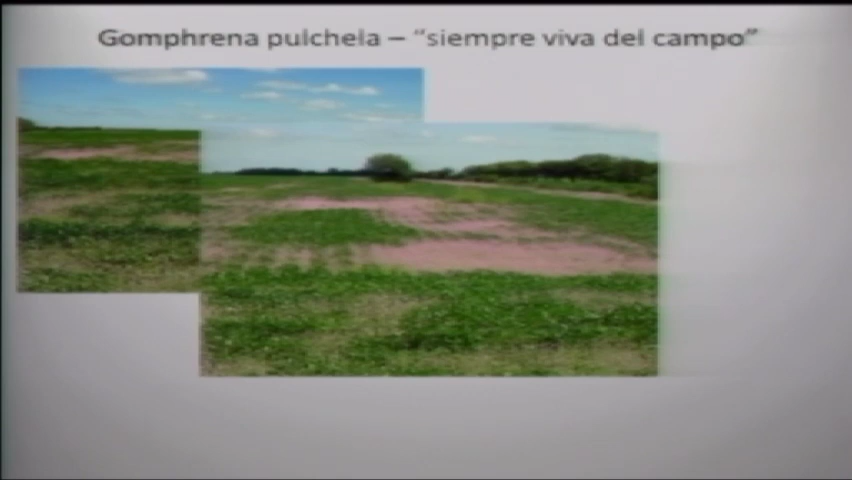 Gomphrena pulchela – “siempre viva del campo”